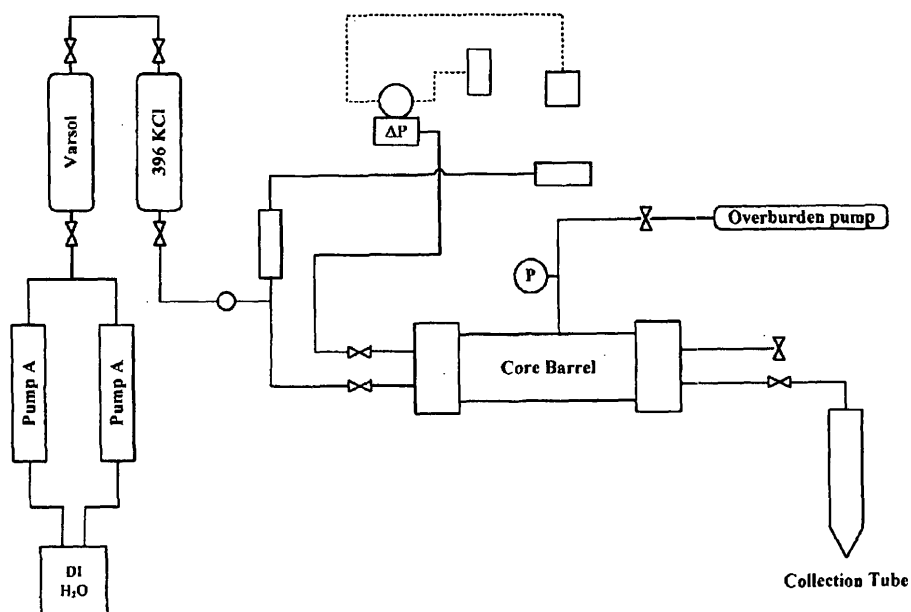 Varsol
396 KCl
ΔP
Overburden pump
P
Core Barrel
Pump A
Pump A
DI
H₂O
Collection Tube